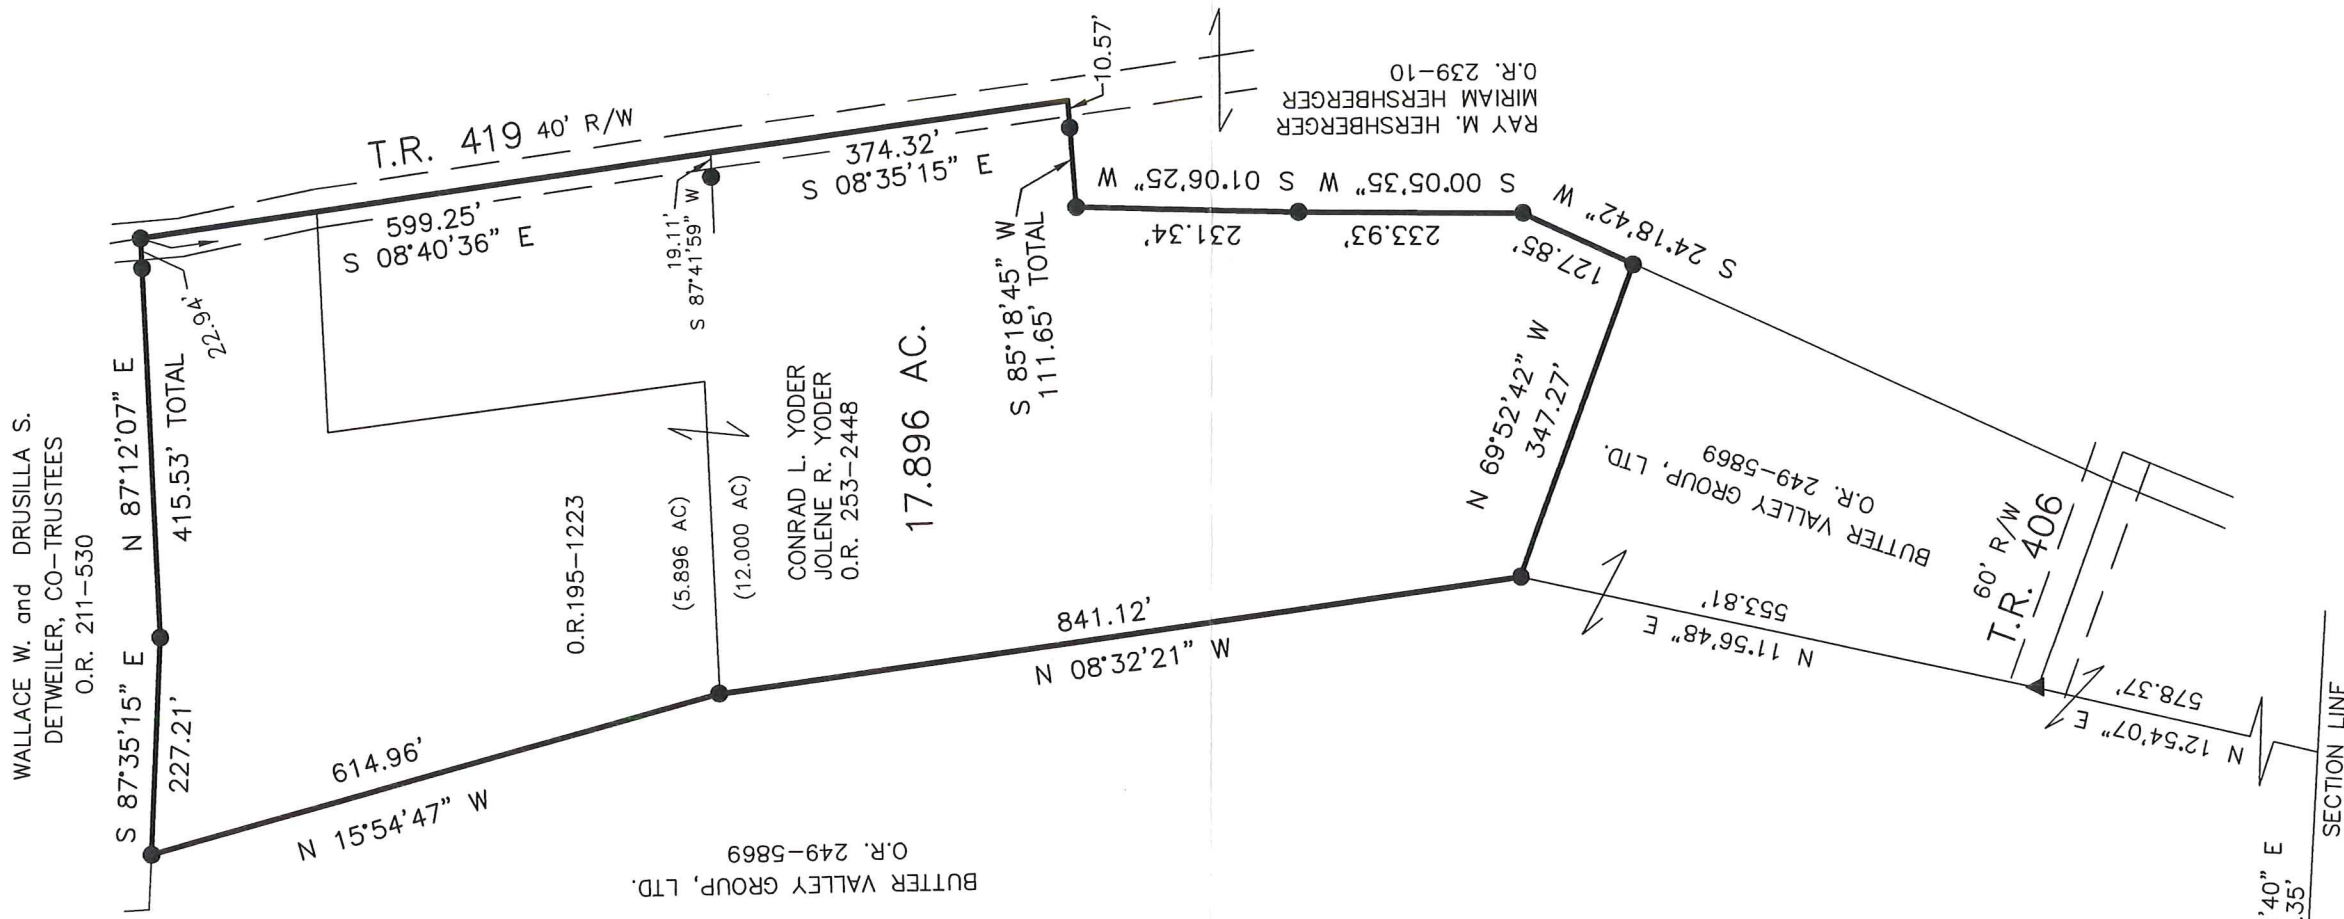 WALLACE W. and DRUSILLA S.
DETWEILER, CO-TRUSTEES
O.R. 211-530
S 87°35'15" E
227.21'
N 87°12'07" E
415.53' TOTAL
22.94'
T.R. 419 40' R/W
599.25'
S 08°40'36" E
19.11'
S 87°41'59" W
374.32'
S 08°35'15" E
10.57'
S 85°18'45" W
111.65' TOTAL
RAY M. HERSHBERGER
MIRIAM HERSHBERGER
O.R. 239-10
S 01°06'25" W
231.34'
S 00°05'35" W
233.93'
S 24°18'42" W
127.85'
N 69°52'42" W
347.27'
O.R.195-1223
(5.896 AC)
(12.000 AC)
CONRAD L. YODER
JOLENE R. YODER
O.R. 253-2448
17.896 AC.
841.12'
N 08°32'21" W
614.96'
N 15°54'47" W
BUTTER VALLEY GROUP, LTD.
O.R. 249-5869
BUTTER VALLEY GROUP, LTD.
O.R. 249-5869
N 11°56'48" E
553.81'
60' R/W
T.R. 406
N 12°54'07" E
578.37'
SECTION LINE
'40" E
.35'